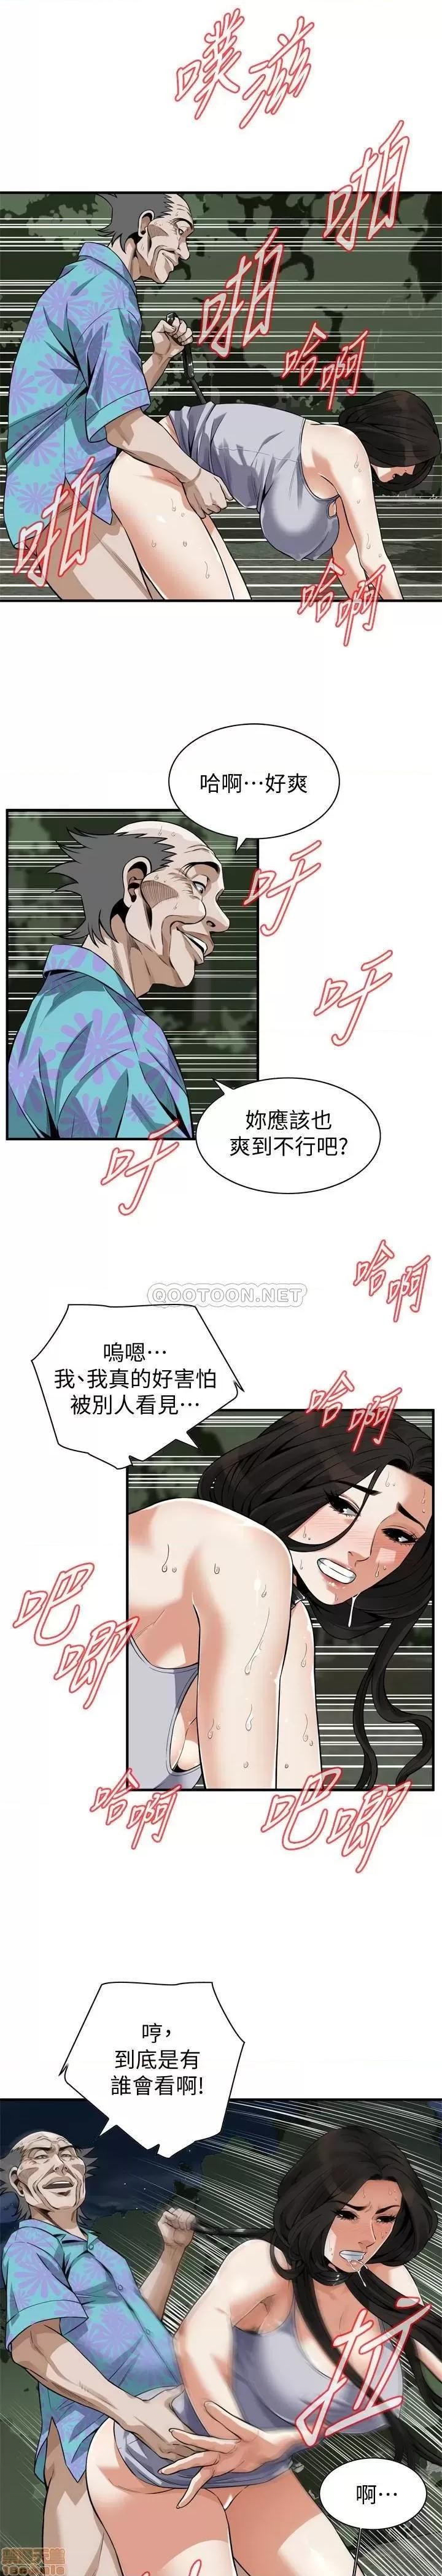 噗滋
啪
啪
哈啊
啪
哈啊
哈啊…好爽
吁
吁
妳應該也
爽到不行吧?
吁
QOOTOON.NET
哈啊
嗚嗯…
我、我真的好害怕
被別人看見…
哈啊
吧唧
哈啊
吧唧
哼,
到底是有
誰會看啊!
拉
啊…